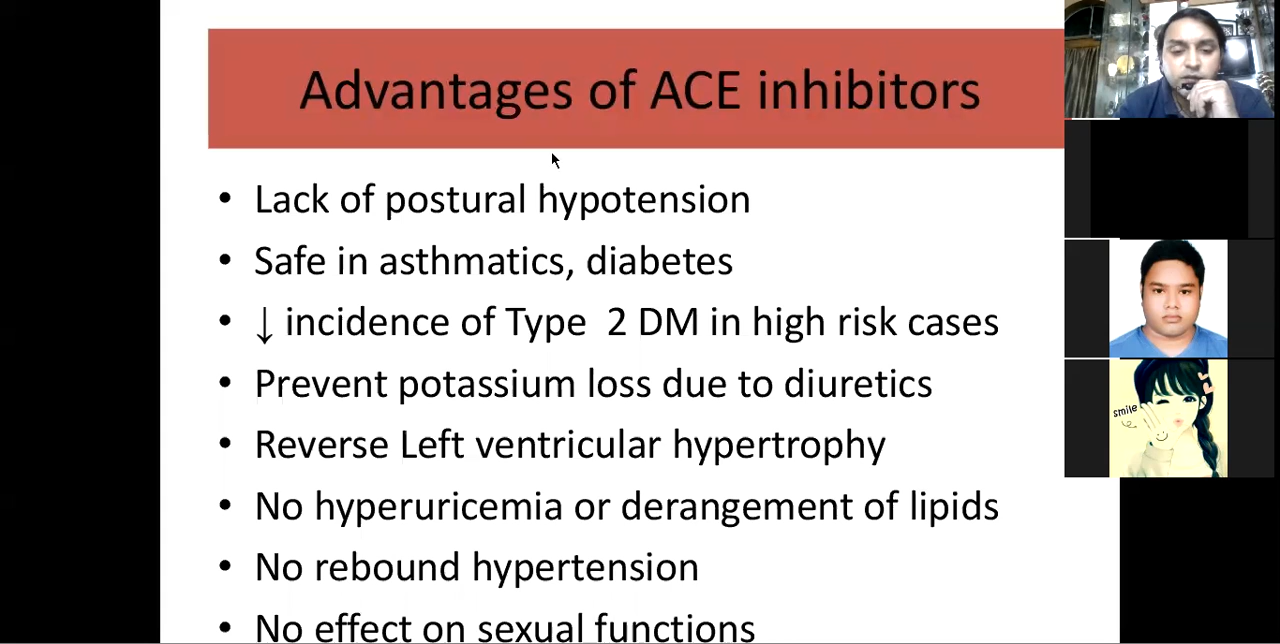 Advantages of ACE inhibitors
• Lack of postural hypotension
• Safe in asthmatics, diabetes
• ↓ incidence of Type 2 DM in high risk cases
• Prevent potassium loss due to diuretics
• Reverse Left ventricular hypertrophy
• No hyperuricemia or derangement of lipids
• No rebound hypertension
• No effect on sexual functions
smile